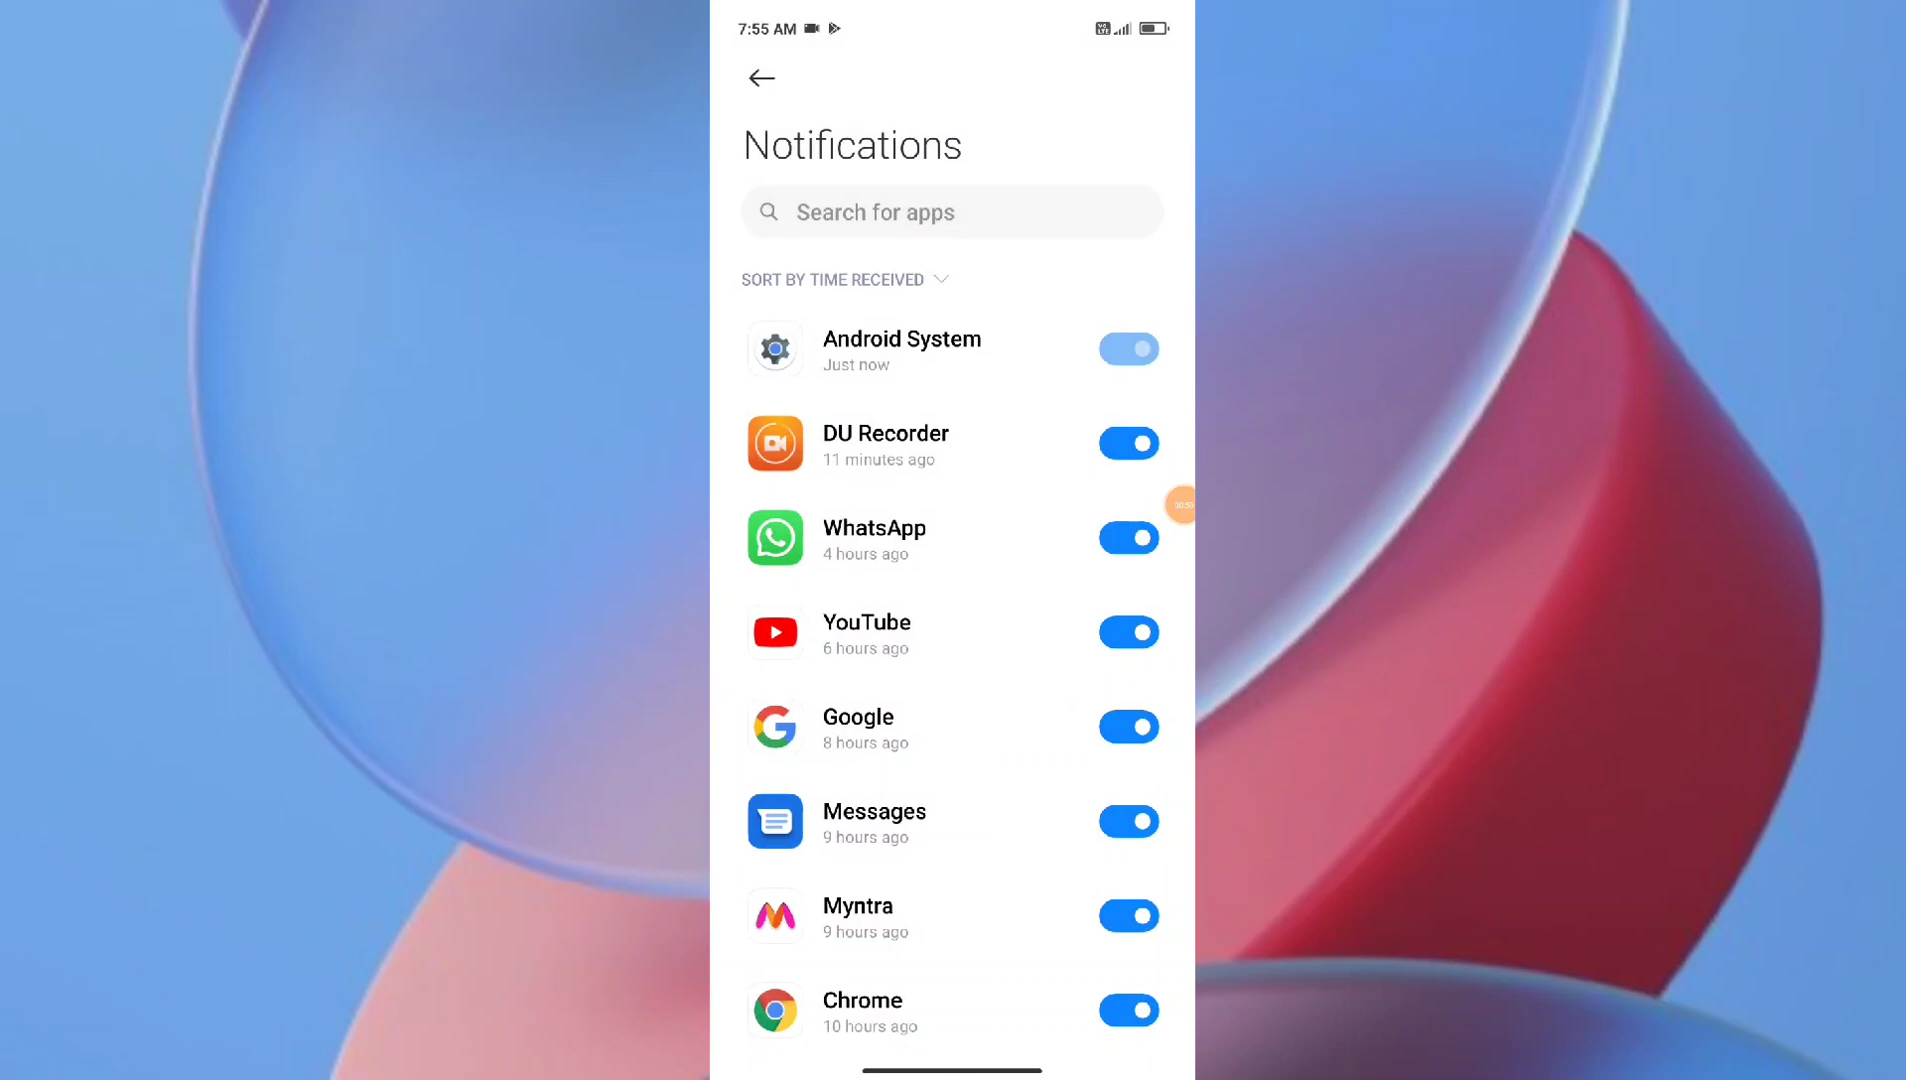 7:55 AM
Notifications
Search for apps
SORT BY TIME RECEIVED
Android System
Just now
DU Recorder
11 minutes ago
WhatsApp
4 hours ago
YouTube
6 hours ago
Google
8 hours ago
Messages
9 hours ago
Myntra
9 hours ago
Chrome
10 hours ago